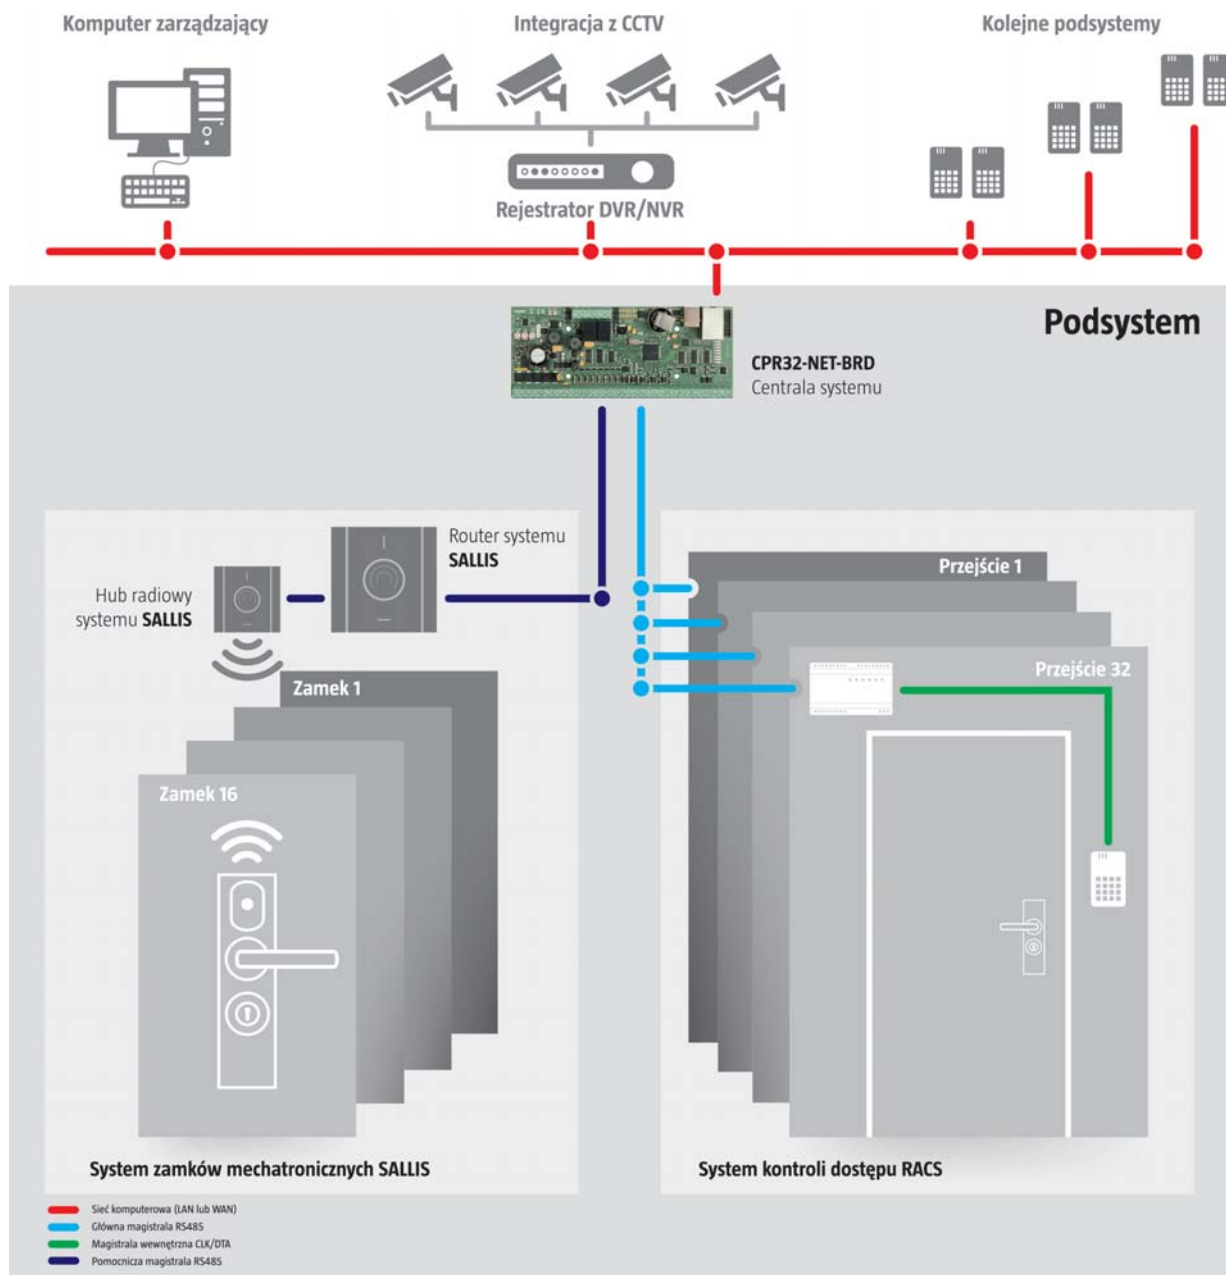 Komputer zarządzający
Integracja z CCTV
Kolejne podsystemy
Rejestrator DVR/NVR
Podsystem
CPR32-NET-BRD
Centrala systemu
Router systemu
SALLIS
Hub radiowy
systemu SALLIS
Przejście 1
Przejście 32
Zamek 1
Zamek 16
System zamków mechatronicznych SALLIS
System kontroli dostępu RACS
Sieć komputerowa (LAN lub WAN)
Główna magistrala RS485
Magistrala wewnętrzna CLK/DTA
Pomocnicza magistrala RS485